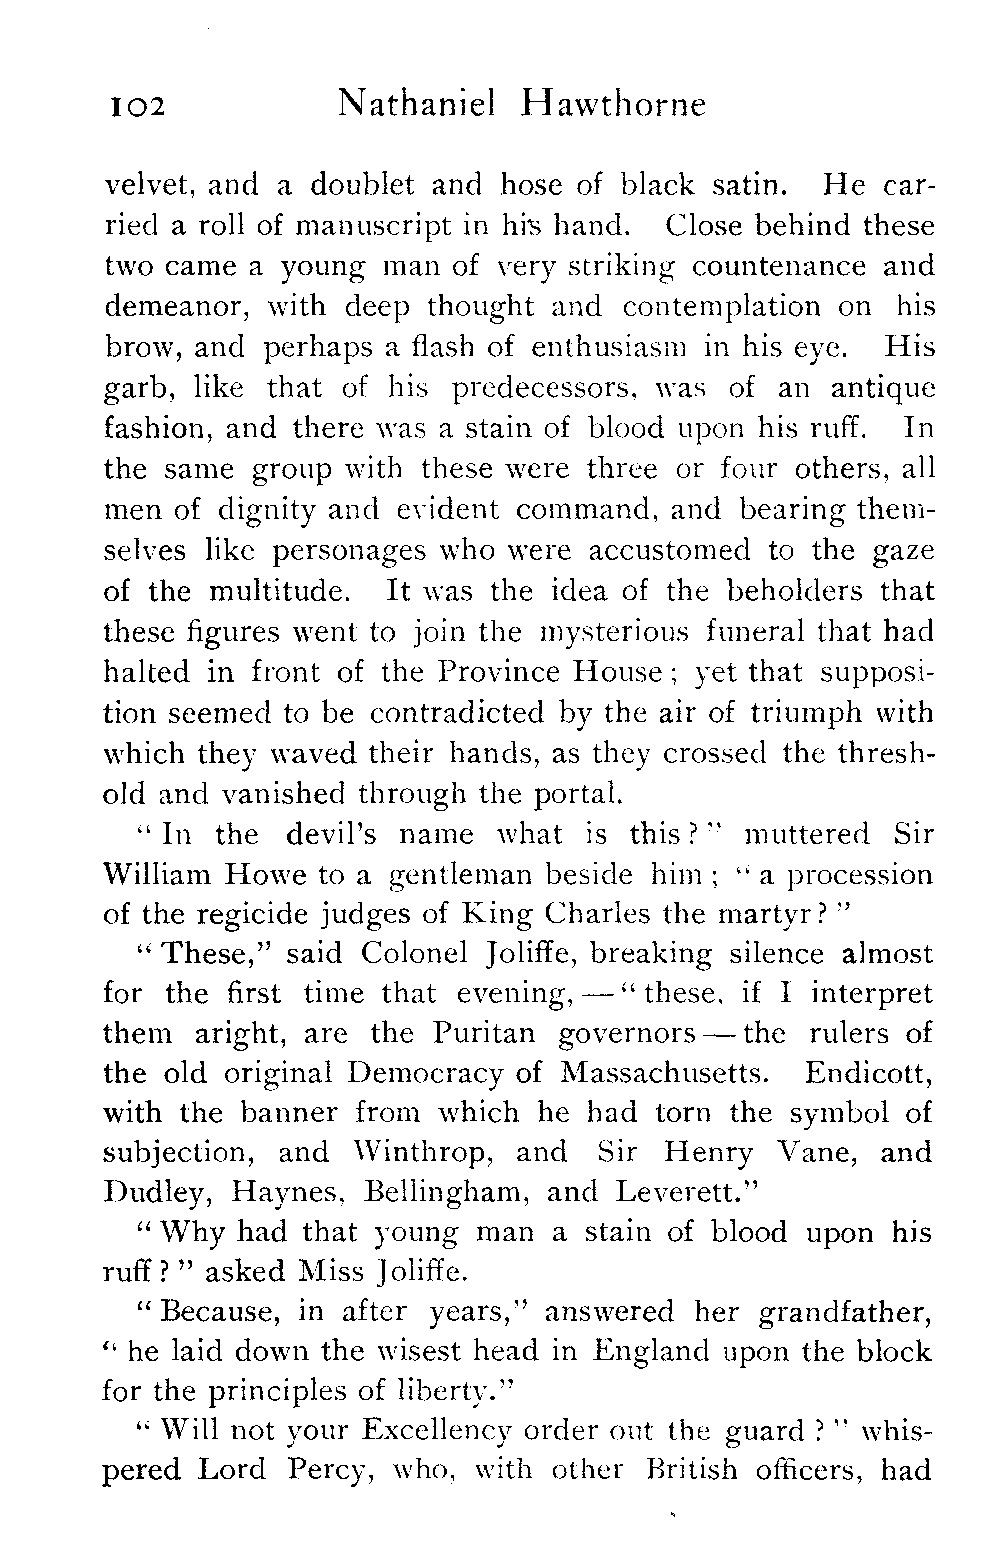 102 Nathaniel Hawthorne
velvet, and a doublet and hose of black satin. He car-
ried a roll of manuscript in his hand. Close behind these
two came a young man of very striking countenance and
demeanor, with deep thought and contemplation on his
brow, and perhaps a flash of enthusiasm in his eye. His
garb, like that of his predecessors, was of an antique
fashion, and there was a stain of blood upon his ruff. In
the same group with these were three or four others, all
men of dignity and evident command, and bearing them-
selves like personages who were accustomed to the gaze
of the multitude. It was the idea of the beholders that
these figures went to join the mysterious funeral that had
halted in front of the Province House; yet that supposi-
tion seemed to be contradicted by the air of triumph with
which they waved their hands, as they crossed the thresh-
old and vanished through the portal.
"In the devil's name what is this?" muttered Sir
William Howe to a gentleman beside him; "a procession
of the regicide judges of King Charles the martyr?"
"These," said Colonel Joliffe, breaking silence almost
for the first time that evening,—"these, if I interpret
them aright, are the Puritan governors—the rulers of
the old original Democracy of Massachusetts. Endicott,
with the banner from which he had torn the symbol of
subjection, and Winthrop, and Sir Henry Vane, and
Dudley, Haynes, Bellingham, and Leverett."
"Why had that young man a stain of blood upon his
ruff?" asked Miss Joliffe.
"Because, in after years," answered her grandfather,
"he laid down the wisest head in England upon the block
for the principles of liberty."
"Will not your Excellency order out the guard?" whis-
pered Lord Percy, who, with other British officers, had